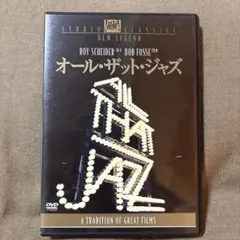 STUDIO CLASSICS
NEW LEGEND
ROY SCHEIDER BOB FOSSE
オール・ザット・ジャズ
ALL
THAT
JAZZ
DVD
A TRADITION OF GREAT FILMS